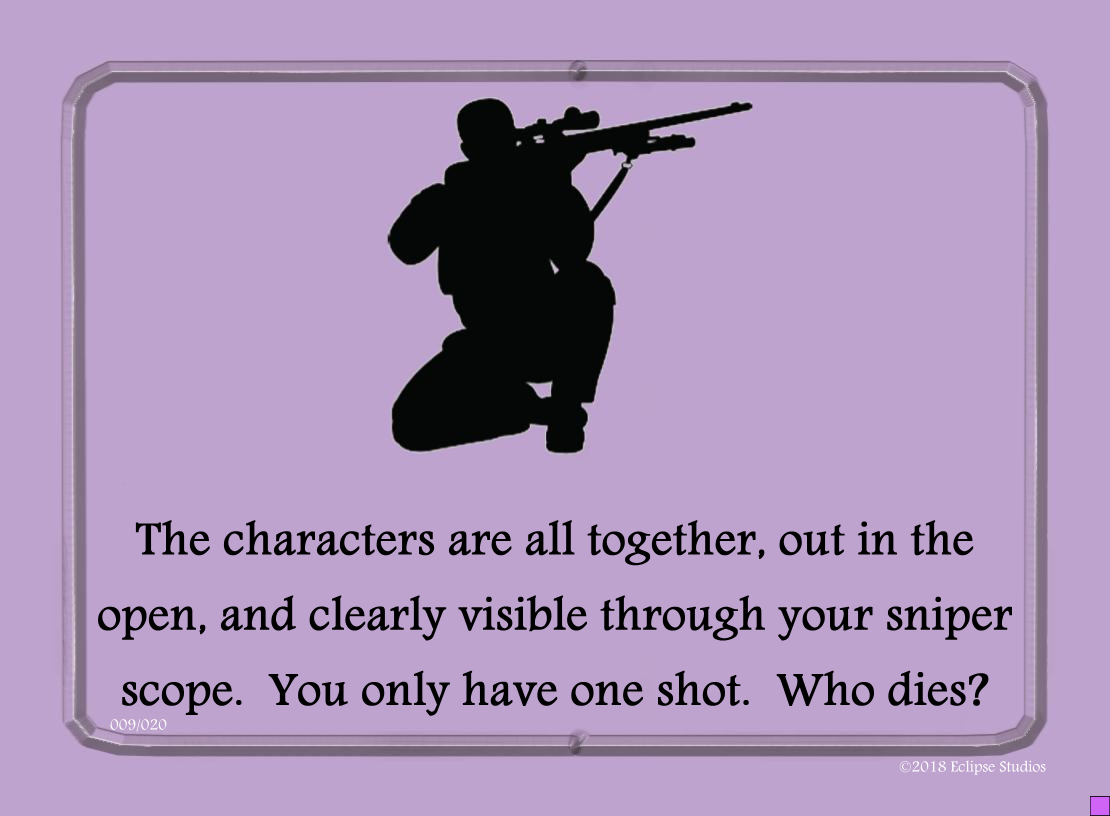 The characters are all together, out in the
open, and clearly visible through your sniper
scope.  You only have one shot.  Who dies?
009/020
©2018 Eclipse Studios